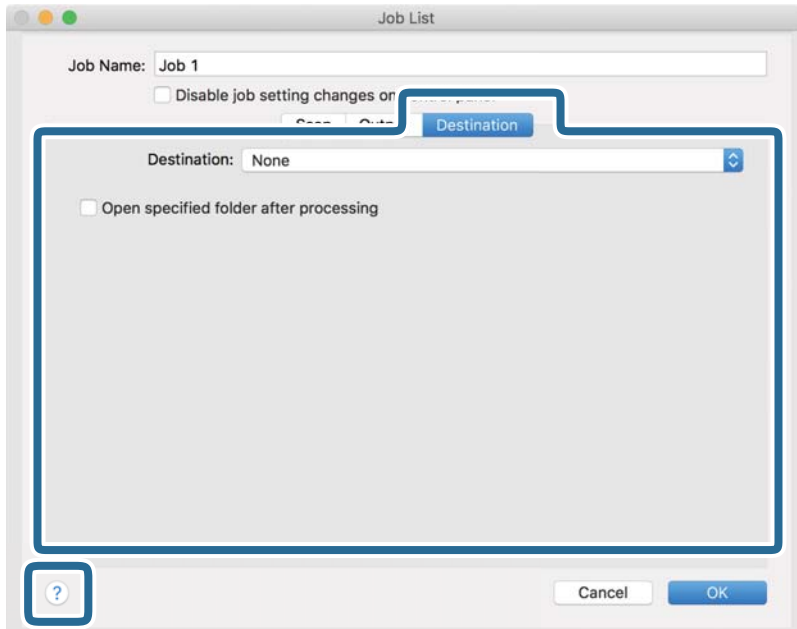 Job List
Job Name: Job 1
Disable job setting changes on
Destination
Destination: None
Open specified folder after processing
?
Cancel
OK